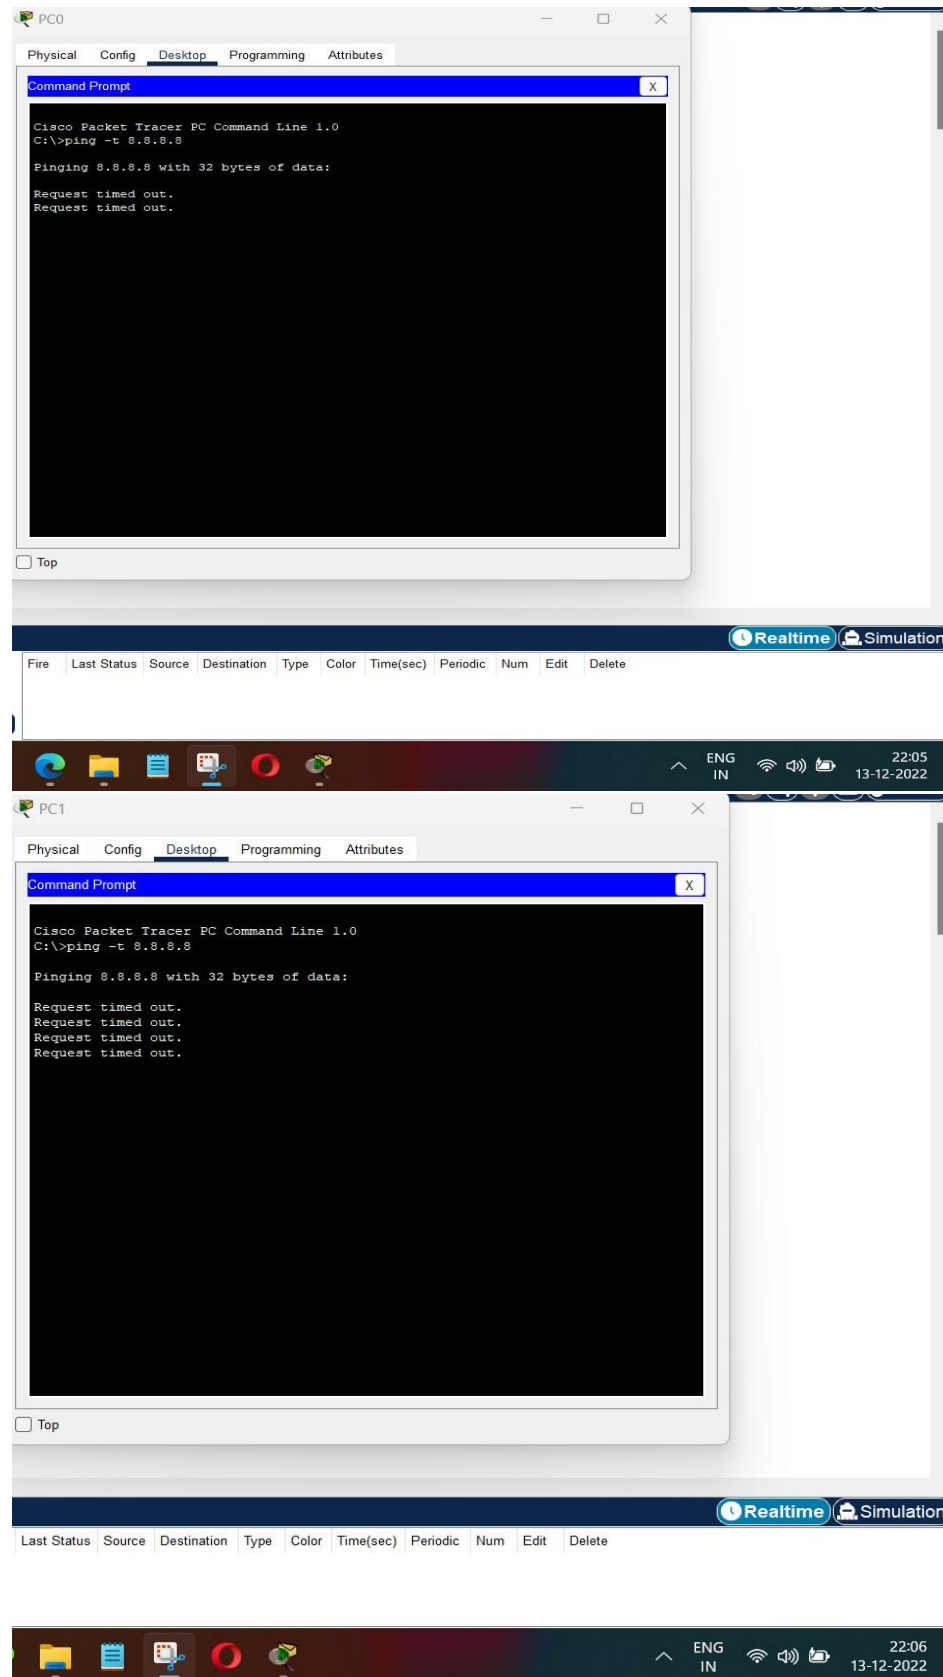 PC0
Physical Config Desktop Programming Attributes
Command Prompt X
Cisco Packet Tracer PC Command Line 1.0
C:\>ping -t 8.8.8.8
Pinging 8.8.8.8 with 32 bytes of data:
Request timed out.
Request timed out.
Top
Realtime Simulation
Fire Last Status Source Destination Type Color Time(sec) Periodic Num Edit Delete
ENG 22:05
IN 13-12-2022
PC1
Physical Config Desktop Programming Attributes
Command Prompt X
Cisco Packet Tracer PC Command Line 1.0
C:\>ping -t 8.8.8.8
Pinging 8.8.8.8 with 32 bytes of data:
Request timed out.
Request timed out.
Request timed out.
Request timed out.
Top
Realtime Simulation
Last Status Source Destination Type Color Time(sec) Periodic Num Edit Delete
ENG 22:06
IN 13-12-2022